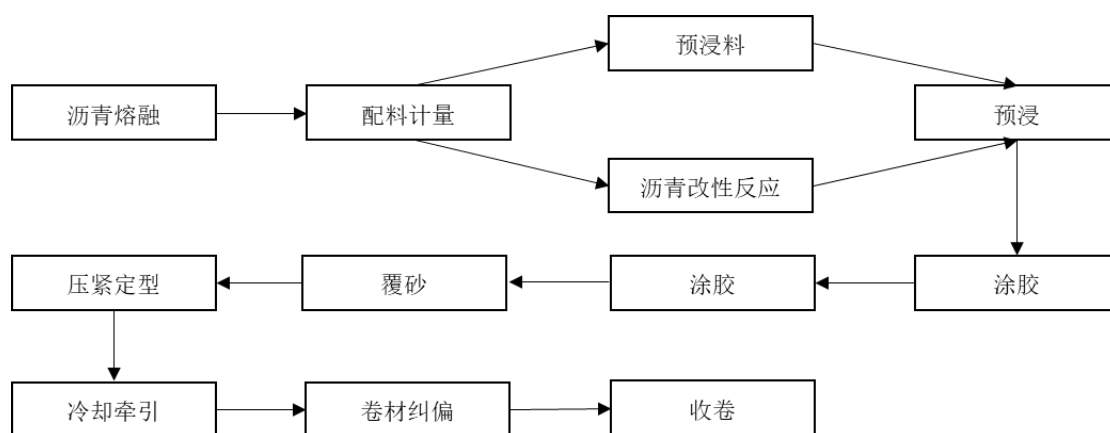 预浸料
沥青熔融
配料计量
预浸
沥青改性反应
压紧定型
覆砂
涂胶
涂胶
冷却牵引
卷材纠偏
收卷